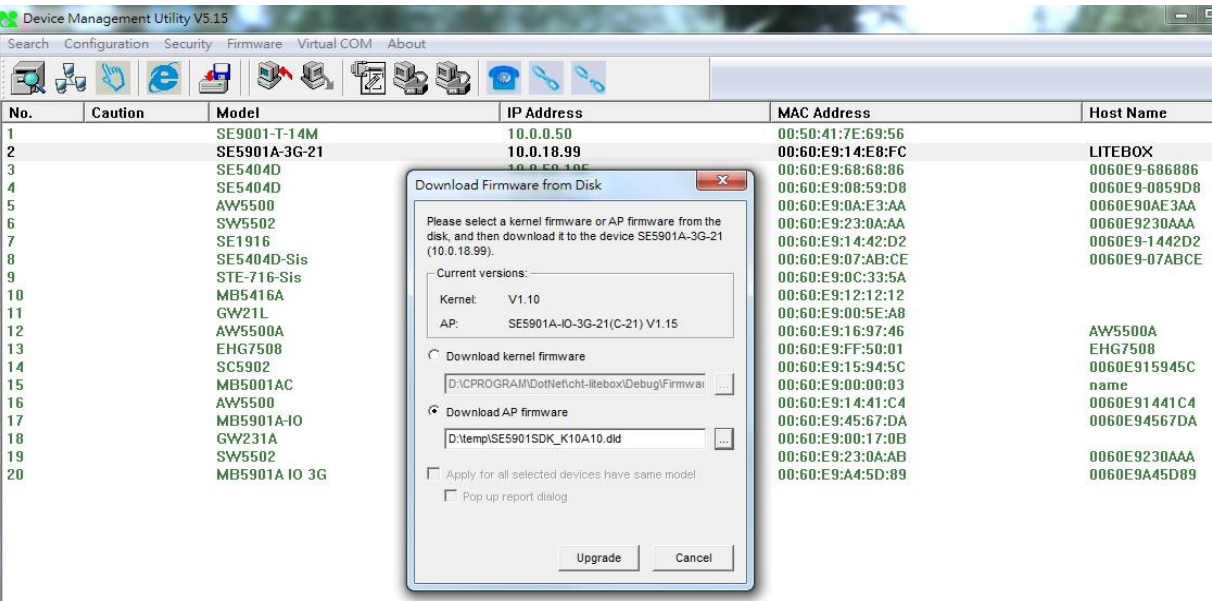 Device Management Utility V5.15
Search Configuration Security Firmware Virtual COM About
No. Caution Model IP Address MAC Address Host Name
1 SE9001-T-14M 10.0.0.50 00:50:41:7E:69:56
2 SE5901A-3G-21 10.0.18.99 00:60:E9:14:E8:FC LITEBOX
3 SE5404D 00:60:E9:68:68:86 0060E9-686886
4 SE5404D 00:60:E9:08:59:D8 0060E9-0859D8
5 AW5500 00:60:E9:0A:E3:AA 0060E90AE3AA
6 SW5502 00:60:E9:23:0A:AA 0060E9230AAA
7 SE1916 00:60:E9:14:42:D2 0060E9-1442D2
8 SE5404D-Sis 00:60:E9:07:AB:CE 0060E9-07ABCE
9 STE-716-Sis 00:60:E9:0C:33:5A
10 MB5416A 00:60:E9:12:12:12
11 GW21L 00:60:E9:00:5E:A8
12 AW5500A 00:60:E9:16:97:46 AW5500A
13 EHG7508 00:60:E9:FF:50:01 EHG7508
14 SC5902 00:60:E9:15:94:5C 0060E915945C
15 MB5001AC 00:60:E9:00:00:03 name
16 AW5500 00:60:E9:14:41:C4 0060E91441C4
17 MB5901A-IO 00:60:E9:45:67:DA 0060E94567DA
18 GW231A 00:60:E9:00:17:0B
19 SW5502 00:60:E9:23:0A:AB 0060E9230AAA
20 MB5901A IO 3G 00:60:E9:A4:5D:89 0060E9A45D89
Download Firmware from Disk
Please select a kernel firmware or AP firmware from the
disk, and then download it to the device SE5901A-3G-21
(10.0.18.99).
Current versions:
Kernel: V1.10
AP: SE5901A-IO-3G-21(C-21) V1.15
Download kernel firmware
D:\CPROGRAM\DotNet\cht-litebox\Debug\Firmwar
...
Download AP firmware
D:\temp\SE5901SDK_K10A10.dld
...
Apply for all selected devices have same model
Pop up report dialog
Upgrade Cancel